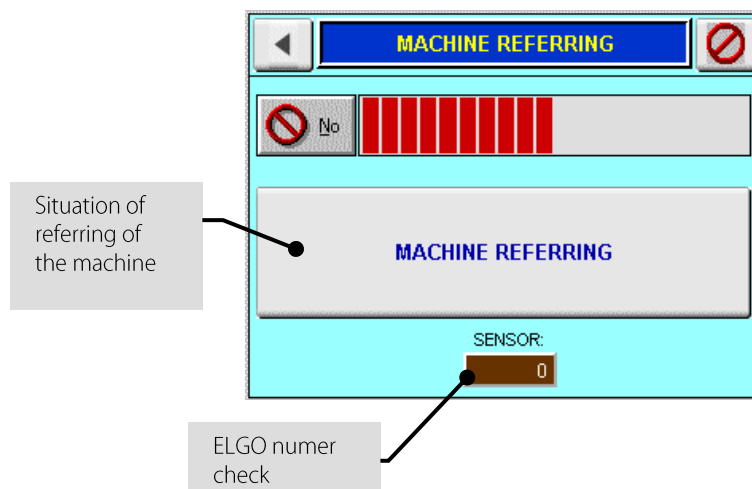 MACHINE REFERRING
No
Situation of
referring of
the machine
MACHINE REFERRING
SENSOR:
0
ELGO numer
check